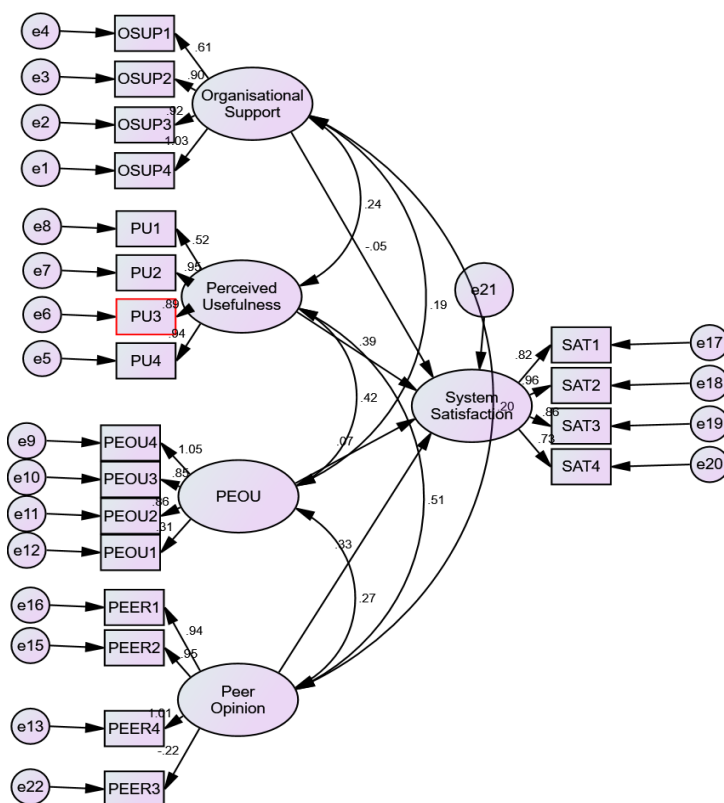 e4
OSUP1
.61
e3
OSUP2
.90
Organisational
Support
e2
OSUP3
.92
e1
OSUP4
1.03
.24
e8
PU1
.52
-.05
e7
PU2
.95
Perceived
Usefulness
e21
.19
e6
PU3
.89
e5
PU4
.94
.39
.82
SAT1
e17
.96
SAT2
e18
System
Satisfaction
.20
.86
SAT3
e19
.73
SAT4
e20
.42
.07
e9
PEOU4
1.05
e10
PEOU3
.85
PEOU
e11
PEOU2
.86
.51
e12
PEOU1
.31
.33
.27
e16
PEER1
.94
e15
PEER2
.95
Peer
Opinion
e13
PEER4
1.01
-.22
e22
PEER3